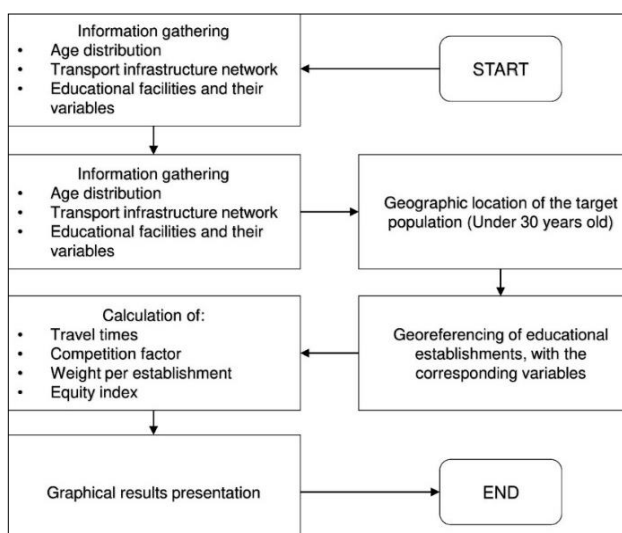 Information gathering
• Age distribution
• Transport infrastructure network
• Educational facilities and their
variables
START
Information gathering
• Age distribution
• Transport infrastructure network
• Educational facilities and their
variables
Geographic location of the target
population (Under 30 years old)
Calculation of:
• Travel times
• Competition factor
• Weight per establishment
• Equity index
Georeferencing of educational
establishments, with the
corresponding variables
Graphical results presentation
END